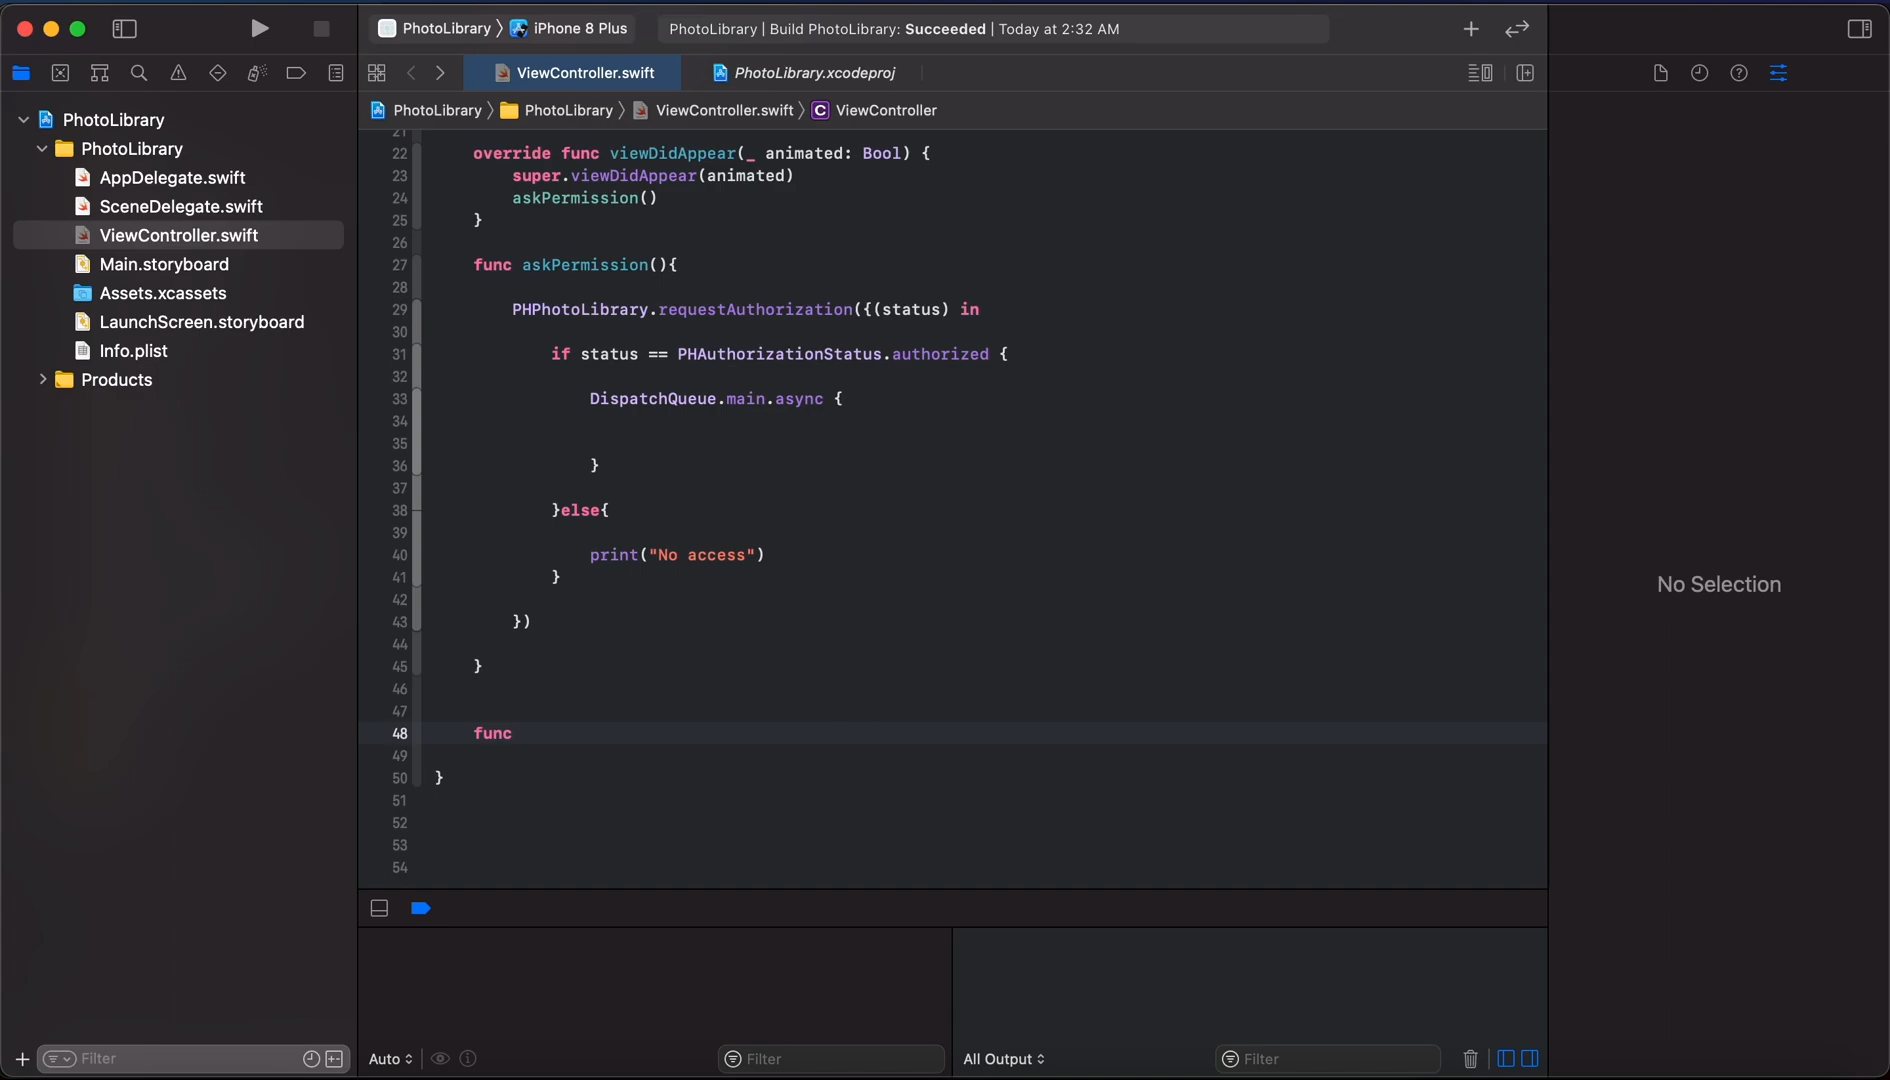 PhotoLibrary 〉 iPhone 8 Plus
PhotoLibrary | Build PhotoLibrary: Succeeded | Today at 2:32 AM
ViewController.swift
PhotoLibrary.xcodeproj
PhotoLibrary 〉 PhotoLibrary 〉 ViewController.swift 〉 C ViewController
PhotoLibrary
PhotoLibrary
AppDelegate.swift
SceneDelegate.swift
ViewController.swift
Main.storyboard
Assets.xcassets
LaunchScreen.storyboard
Info.plist
Products
21
22 override func viewDidAppear(_ animated: Bool) {
23 super.viewDidAppear(animated)
24 askPermission()
25 }
26
27 func askPermission(){
28
29 PHPhotoLibrary.requestAuthorization({(status) in
30
31 if status == PHAuthorizationStatus.authorized {
32
33 DispatchQueue.main.async {
34
35
36 }
37
38 }else{
39
40 print("No access")
41 }
42
43 })
44
45 }
46
47
48 func
49
50 }
51
52
53
54
No Selection
Filter
Auto
Filter
All Output
Filter